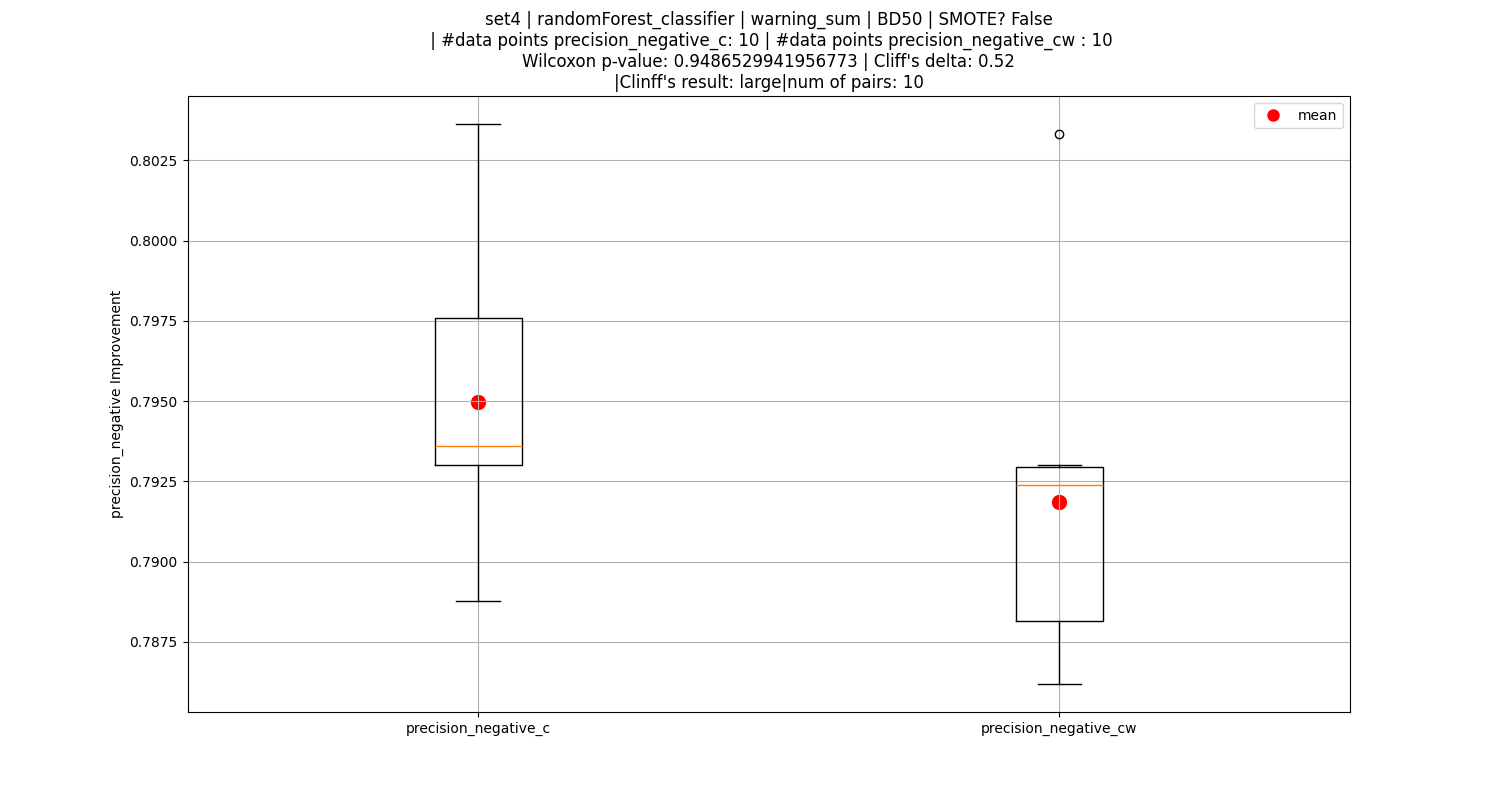 set4 | randomForest_classifier | warning_sum | BD50 | SMOTE? False
| #data points precision_negative_c: 10 | #data points precision_negative_cw : 10
Wilcoxon p-value: 0.9486529941956773 | Cliff's delta: 0.52
|Clinff's result: large|num of pairs: 10
mean
0.8025
0.8000
0.7975
0.7950
0.7925
0.7900
0.7875
precision_negative Improvement
precision_negative_c
precision_negative_cw